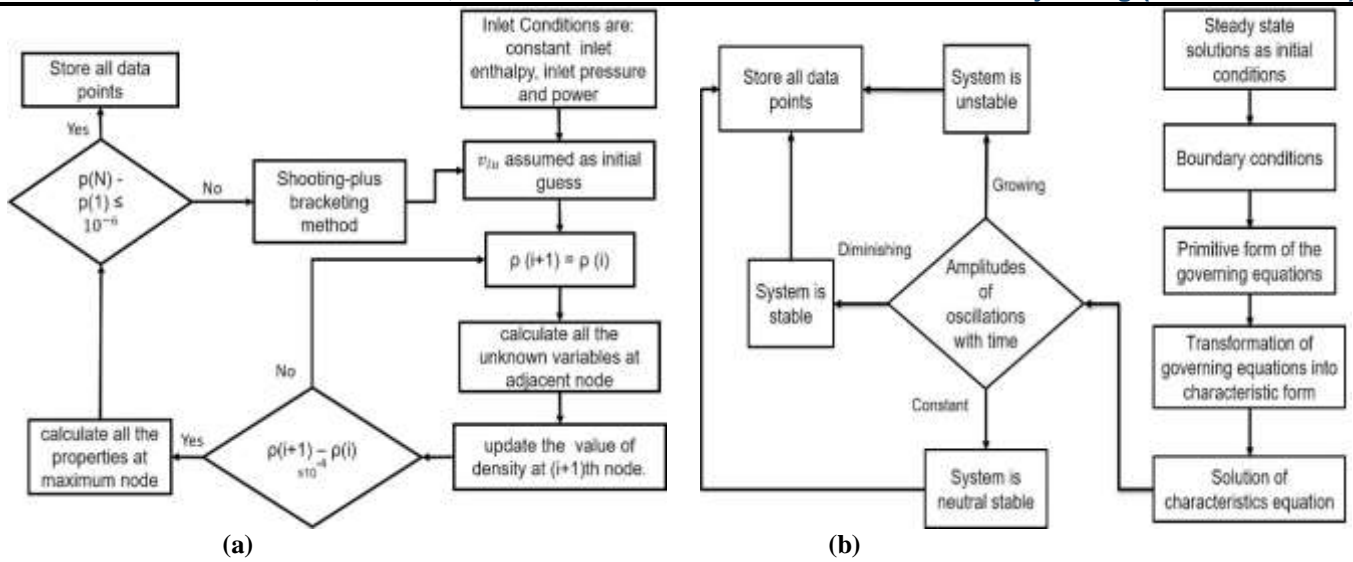 Store all data
points
Yes
p(N) -
p(1) ≤
10⁻⁶
No
Shooting-plus
bracketing
method
Inlet Conditions are:
constant inlet
enthalpy, inlet pressure
and power
assumed as initial
guess
ρ (i+1) = ρ (i)
calculate all the
unknown variables at
adjacent node
update the value of
density at (i+1)th node.
ρ(i+1) – ρ(i)
No
Yes
calculate all the
properties at
maximum node
(a)
Store all data
points
System is
unstable
Growing
Diminishing
System is
stable
Amplitudes
of
oscillations
with time
Constant
System is
neutral stable
Steady state
solutions as initial
conditions
Boundary conditions
Primitive form of the
governing equations
Transformation of
governing equations into
characteristic form
Solution of
characteristics equation
(b)